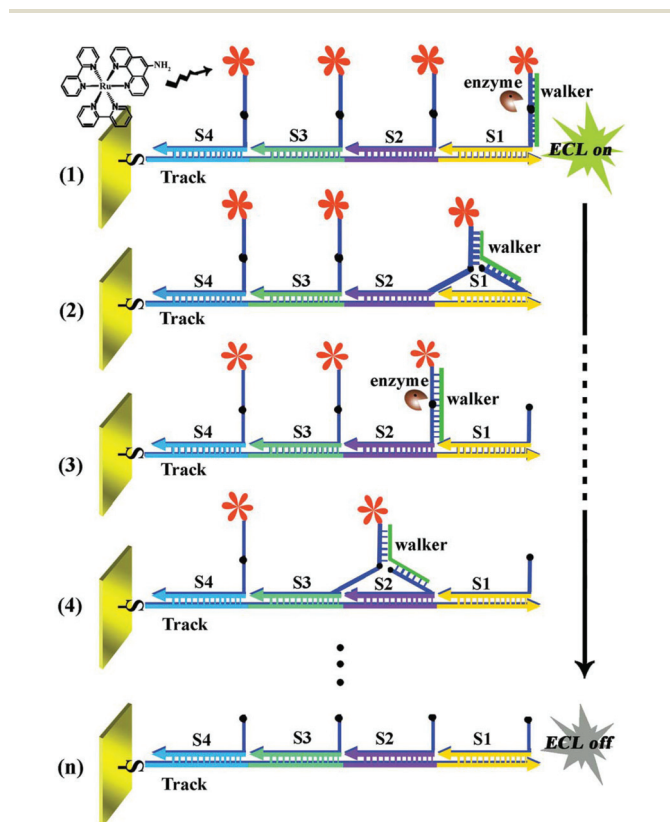 NH2
N
N
N
Ru
N
N
N
enzyme
walker
S4 S3 S2 S1
ECL on
S
(1)
Track
walker
S4 S3 S2 S1
S
(2)
Track
enzyme
walker
S4 S3 S2 S1
S
(3)
Track
walker
S4 S3 S2 S1
S
(4)
Track
S4 S3 S2 S1
ECL off
S
(n)
Track